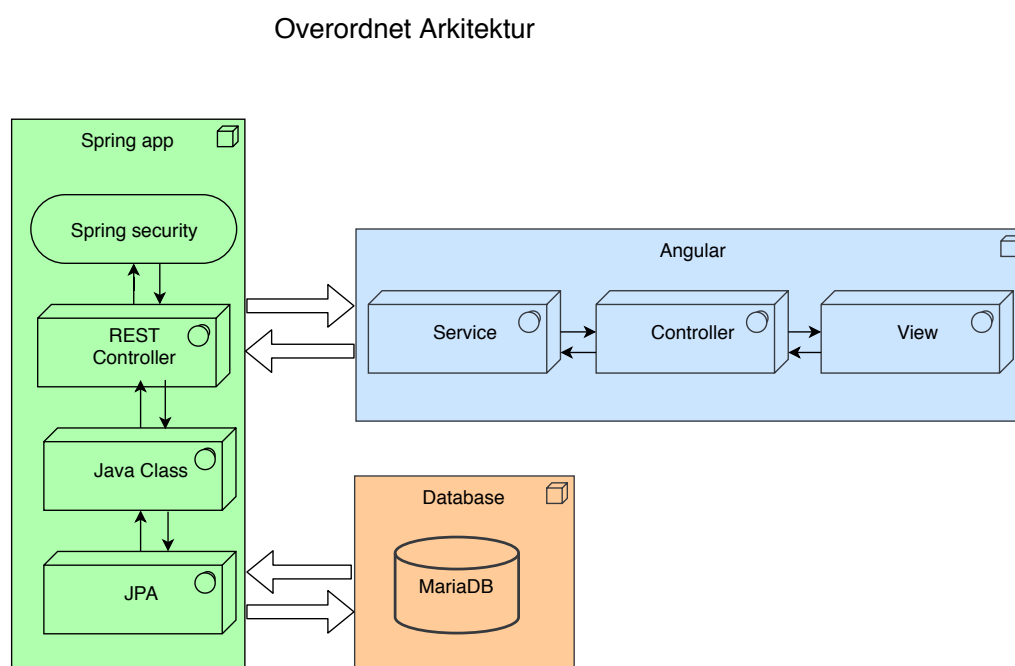 Overordnet Arkitektur
Spring app
Spring security
REST
Controller
Java Class
JPA
Angular
Service
Controller
View
Database
MariaDB